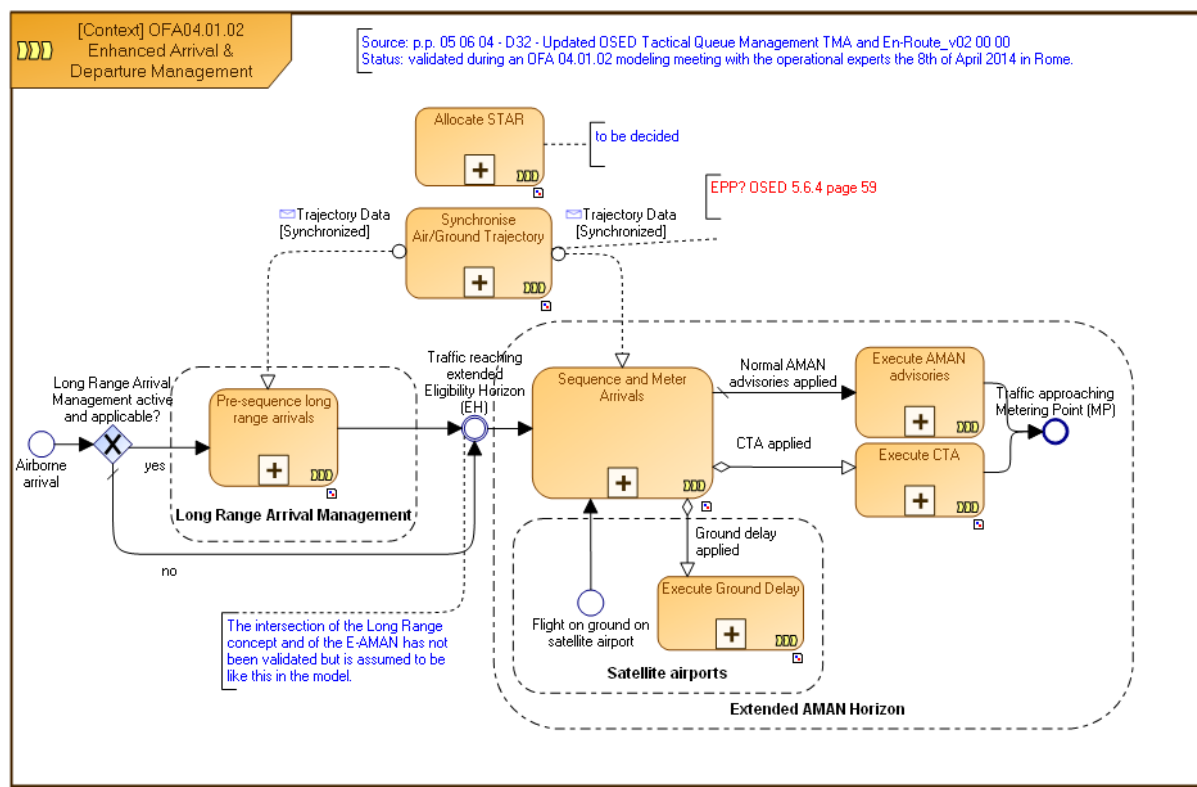 [Context] OFA04.01.02
Enhanced Arrival &
Departure Management
Source: p.p. 05 06 04 - D32 - Updated OSED Tactical Queue Management TMA and En-Route_v02 00 00
Status: validated during an OFA 04.01.02 modeling meeting with the operational experts the 8th of April 2014 in Rome.
Allocate STAR
to be decided
EPP? OSED 5.6.4 page 59
Trajectory Data
[Synchronized]
Synchronise
Air/Ground Trajectory
Trajectory Data
[Synchronized]
Long Range Arrival
Management active
and applicable?
Airborne
arrival
yes
no
Pre-sequence long
range arrivals
Long Range Arrival Management
Traffic reaching
extended
Eligibility Horizon
(EH)
Sequence and Meter
Arrivals
Normal AMAN
advisories applied
Execute AMAN
advisories
Traffic approaching
Metering Point (MP)
CTA applied
Execute CTA
Ground delay
applied
Execute Ground Delay
Flight on ground on
satellite airport
Satellite airports
Extended AMAN Horizon
The intersection of the Long Range
concept and of the E-AMAN has not
been validated but is assumed to be
like this in the model.